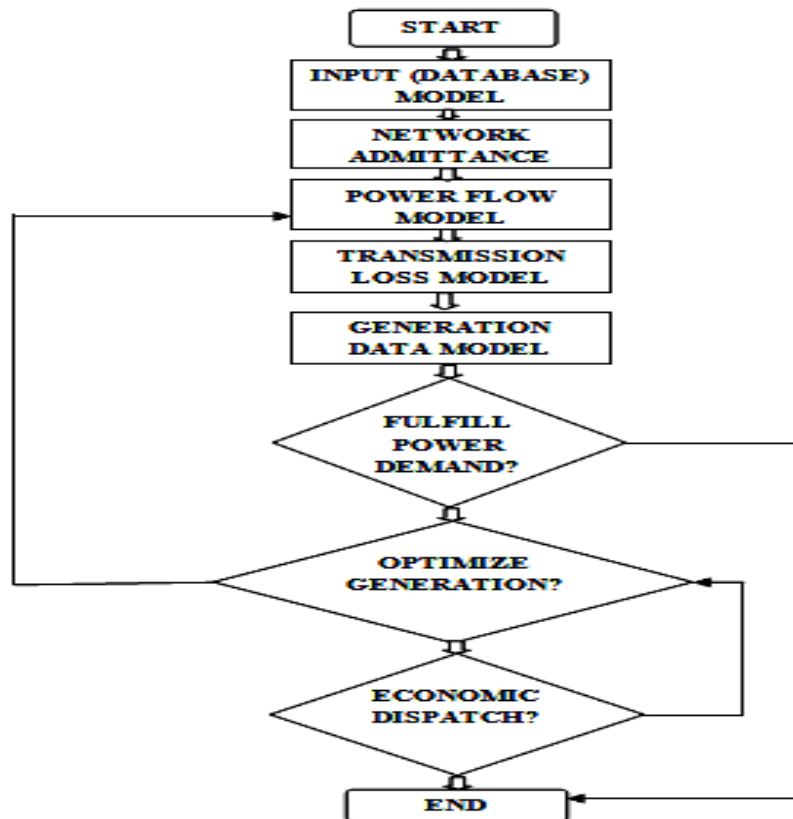 START
INPUT (DATABASE)
MODEL
NETWORK
ADMITTANCE
POWER FLOW
MODEL
TRANSMISSION
LOSS MODEL
GENERATION
DATA MODEL
FULFILL
POWER
DEMAND?
OPTIMIZE
GENERATION?
ECONOMIC
DISPATCH?
END